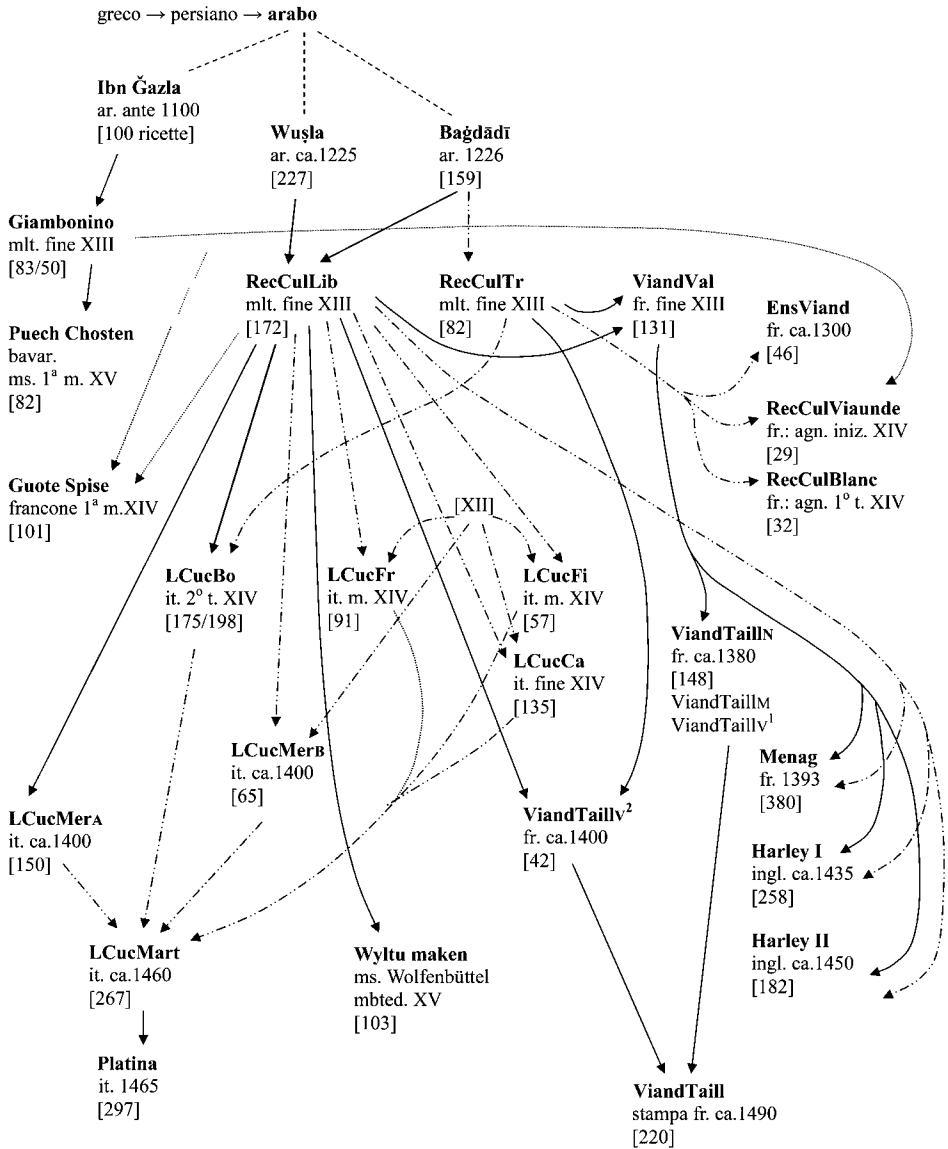 greco → persiano → arabo
Ibn Ǧazla
ar. ante 1100
[100 ricette]
Wuṣla
ar. ca.1225
[227]
Baġdādī
ar. 1226
[159]
Giambonino
mlt. fine XIII
[83/50]
RecCulLib
mlt. fine XIII
[172]
RecCulTr
mlt. fine XIII
[82]
ViandVal
fr. fine XIII
[131]
EnsViand
fr. ca.1300
[46]
Puech Chosten
bavar.
ms. 1ª m. XV
[82]
RecCulViaunde
fr.: agn. iniz. XIV
[29]
RecCulBlanc
fr.: agn. 1º t. XIV
[32]
Guote Spise
francone 1ª m.XIV
[101]
[XII]
LCucBo
it. 2º t. XIV
[175/198]
LCucFr
it. m. XIV
[91]
LCucFi
it. m. XIV
[57]
LCucCa
it. fine XIV
[135]
ViandTaillN
fr. ca.1380
[148]
ViandTaillM
ViandTaillV¹
LCucMerB
it. ca.1400
[65]
Menag
fr. 1393
[380]
LCucMerA
it. ca.1400
[150]
ViandTaillV²
fr. ca.1400
[42]
Harley I
ingl. ca.1435
[258]
LCucMart
it. ca.1460
[267]
Wyltu maken
ms. Wolfenbüttel
mbted. XV
[103]
Harley II
ingl. ca.1450
[182]
Platina
it. 1465
[297]
ViandTaill
stampa fr. ca.1490
[220]